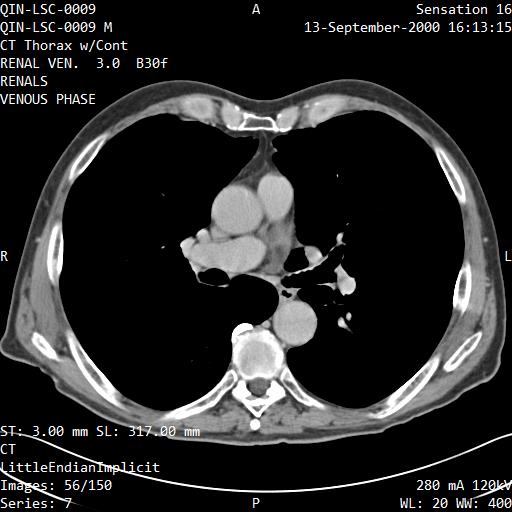 QIN-LSC-0009
QIN-LSC-0009 M
CT Thorax w/Cont
RENAL VEN.  3.0  B30f
RENALS
VENOUS PHASE
A
Sensation 16
13-September-2000 16:13:15
R
L
ST: 3.00 mm SL: 317.00 mm
CT
LittleEndianImplicit
Images: 56/150
Series: 7
P
280 mA 120kV
WL: 20 WW: 400